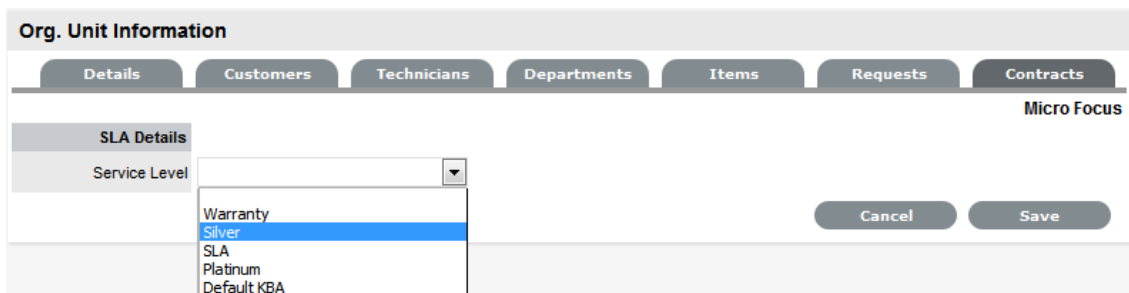 Org. Unit Information
Details Customers Technicians Departments Items Requests Contracts
Micro Focus
SLA Details
Service Level
Warranty
Silver
SLA
Platinum
Default KBA
Cancel Save